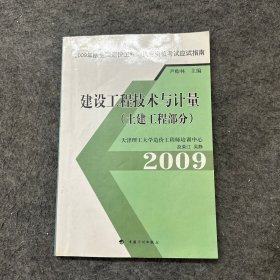 2009年版全国造价工程师执业资格考试应试指南
尹贻林 主编
建设工程技术与计量
(土建工程部分)
天津理工大学造价工程师培训中心
2009
中国计划出版社